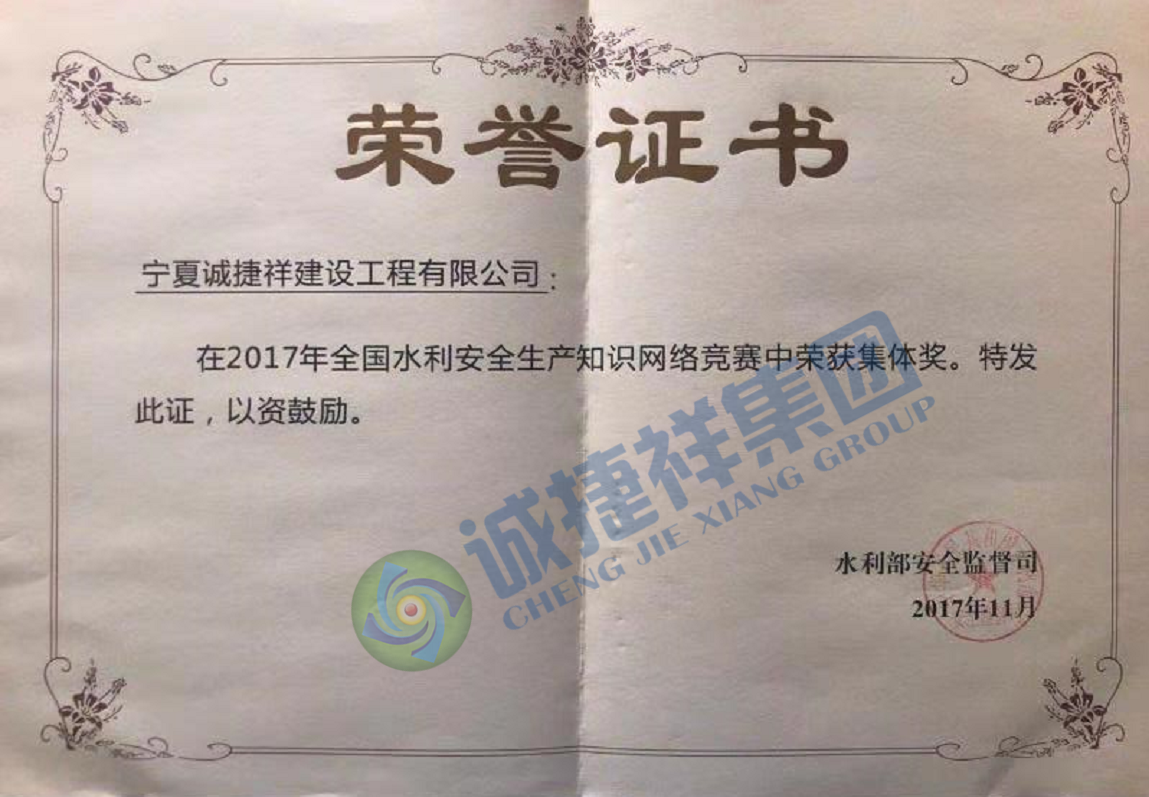 荣誉证书
宁夏诚捷祥建设工程有限公司：
在2017年全国水利安全生产知识网络竞赛中荣获集体奖。特发
此证，以资鼓励。
诚捷祥集团
CHENG JIE XIANG GROUP
水利部安全监督司
2017年11月